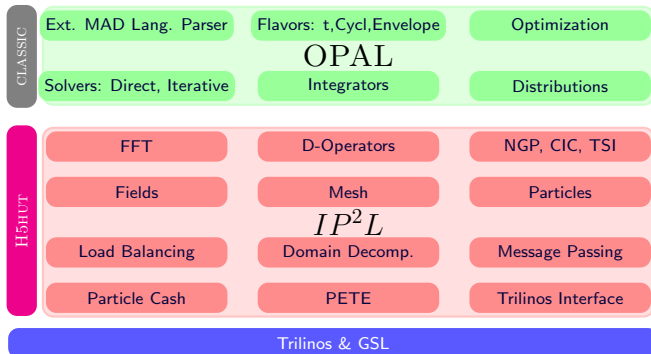 CLASSIC
Ext. MAD Lang. Parser
Flavors: t,Cycl,Envelope
Optimization
OPAL
Solvers: Direct, Iterative
Integrators
Distributions
H5HUT
FFT
D-Operators
NGP, CIC, TSI
Fields
Mesh
Particles
IP²L
Load Balancing
Domain Decomp.
Message Passing
Particle Cash
PETE
Trilinos Interface
Trilinos & GSL